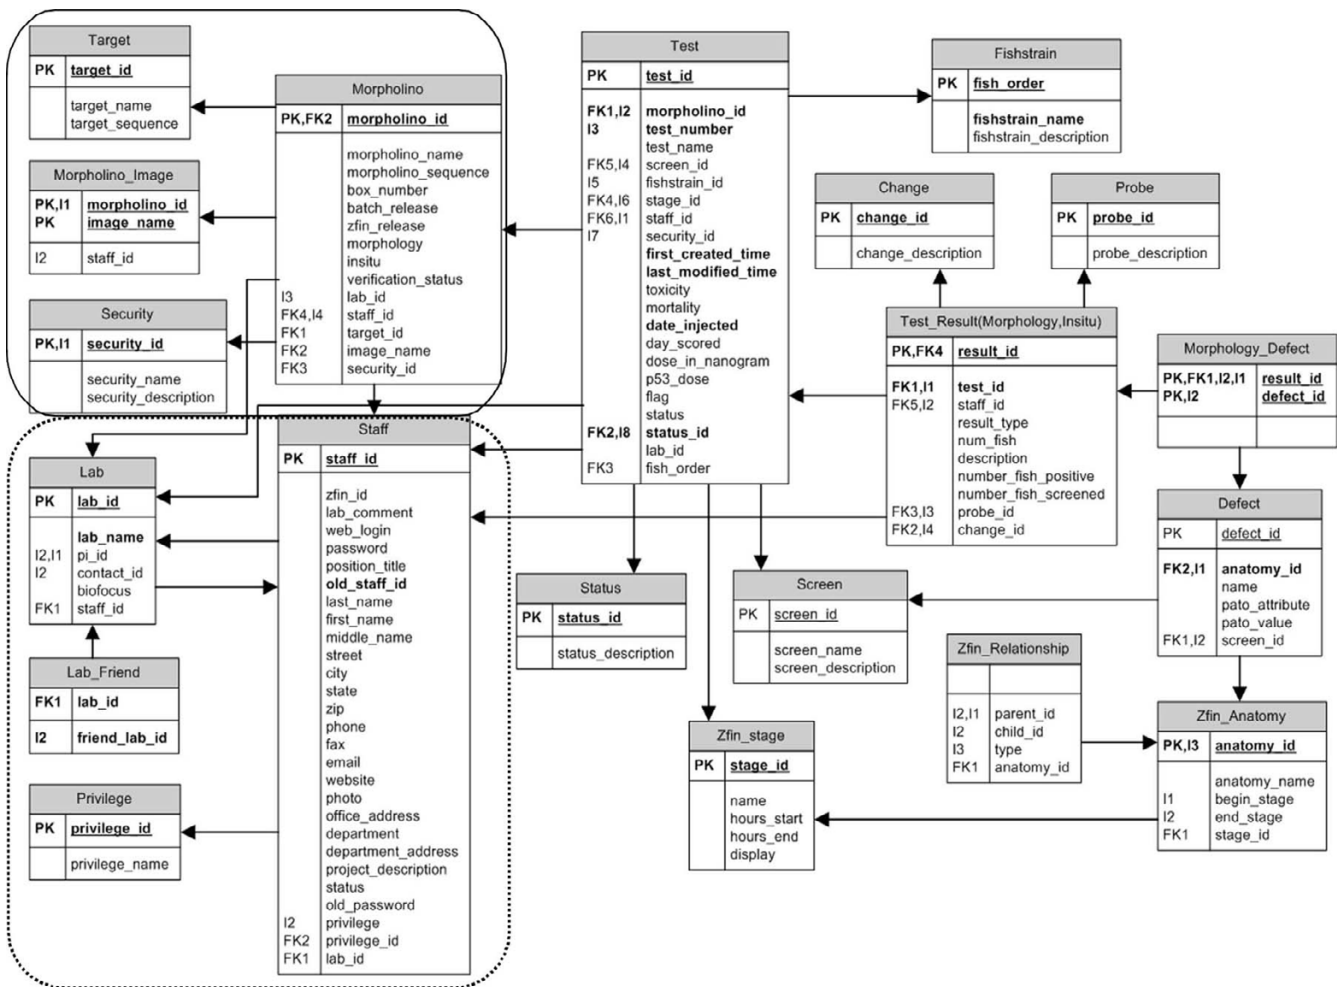 Target
PK target_id
target_name
target_sequence
Morpholino
PK,FK2 morpholino_id
morpholino_name
morpholino_sequence
box_number
batch_release
zfin_release
morphology
insitu
verification_status
I3 lab_id
FK4,I4 staff_id
FK1 target_id
FK2 image_name
FK3 security_id
Morpholino_Image
PK,I1 morpholino_id
PK image_name
I2 staff_id
Security
PK,I1 security_id
security_name
security_description
Test
PK test_id
FK1,I2 morpholino_id
I3 test_number
test_name
FK5,I4 screen_id
I5 fishstrain_id
FK4,I6 stage_id
FK6,I1 staff_id
I7 security_id
first_created_time
last_modified_time
toxicity
mortality
date_injected
day_scored
dose_in_nanogram
p53_dose
flag
status
FK2,I8 status_id
lab_id
FK3 fish_order
Fishstrain
PK fish_order
fishstrain_name
fishstrain_description
Change
PK change_id
change_description
Probe
PK probe_id
probe_description
Test_Result(Morphology,Insitu)
PK,FK4 result_id
FK1,I1 test_id
FK5,I2 staff_id
result_type
num_fish
description
number_fish_positive
number_fish_screened
FK3,I3 probe_id
FK2,I4 change_id
Morphology_Defect
PK,FK1,I2,I1 result_id
PK,I2 defect_id
Defect
PK defect_id
FK2,I1 anatomy_id
name
pato_attribute
pato_value
FK1,I2 screen_id
Staff
PK staff_id
zfin_id
lab_comment
web_login
password
position_title
old_staff_id
last_name
first_name
middle_name
street
city
state
zip
phone
fax
email
website
photo
office_address
department
department_address
project_description
status
old_password
I2 privilege
FK2 privilege_id
FK1 lab_id
Lab
PK lab_id
lab_name
I2,I1 pi_id
I2 contact_id
biofocus
FK1 staff_id
Lab_Friend
FK1 lab_id
I2 friend_lab_id
Privilege
PK privilege_id
privilege_name
Status
PK status_id
status_description
Screen
PK screen_id
screen_name
screen_description
Zfin_Relationship
I2,I1 parent_id
I2 child_id
I3 type
FK1 anatomy_id
Zfin_stage
PK stage_id
name
hours_start
hours_end
display
Zfin_Anatomy
PK,I3 anatomy_id
anatomy_name
I1 begin_stage
I2 end_stage
FK1 stage_id